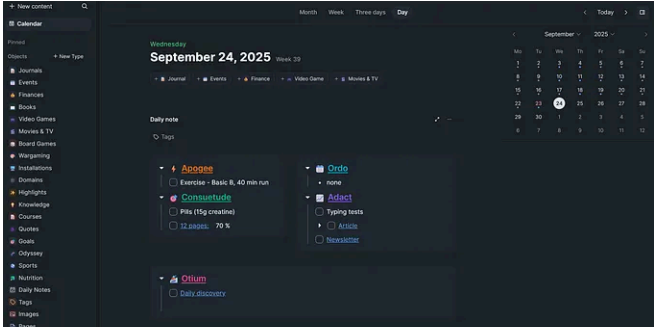 + New content
Calendar
Pinned
Objects + New Type
Journals
Events
Finances
Books
Video Games
Movies & TV
Board Games
Wargaming
Installations
Domains
Highlights
Knowledge
Courses
Quotes
Goals
Odyssey
Sports
Nutrition
Daily Notes
Tags
Images
Pages
Month Week Three days Day
Wednesday
September 24, 2025 Week 39
+ Journal + Events + Finance + Video Game + Movies & TV
Daily note
Tags
Apogee
Exercise - Basic B, 40 min run
Consuetude
Pills (15g creatine)
12 pages: 70 %
Ordo
none
Adact
Typing tests
Article
Newsletter
Otium
Daily discovery
Today
September 2025
Mo Tu We Th Fr Sa Su
1 2 3 4 5 6 7
8 9 10 11 12 13 14
15 16 17 18 19 20 21
22 23 24 25 26 27 28
29 30 1 2 3 4 5
6 7 8 9 10 11 12